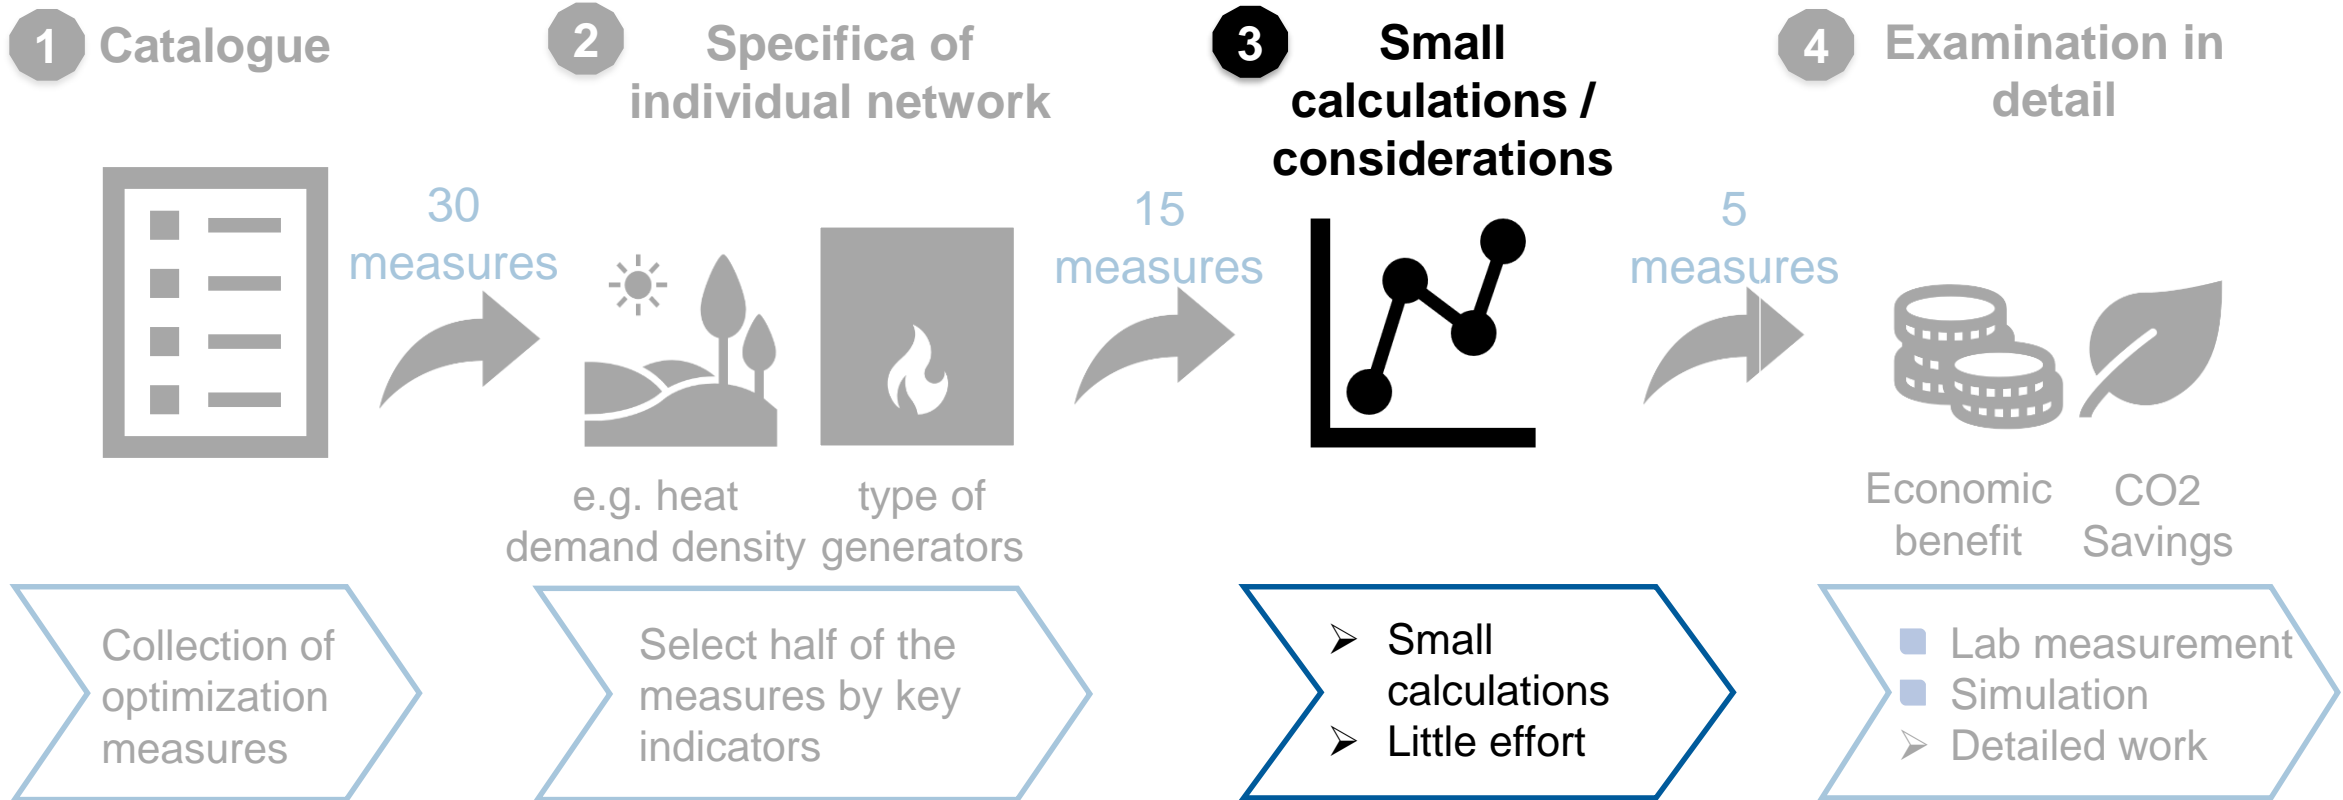 1 Catalogue
30
measures
Collection of
optimization
measures
2 Specifica of
individual network
e.g. heat
demand density
type of
generators
15
measures
Select half of the
measures by key
indicators
3 Small
calculations /
considerations
5
measures
➢ Small
calculations
➢ Little effort
4 Examination in
detail
Economic
benefit
CO2
Savings
Lab measurement
Simulation
➢ Detailed work